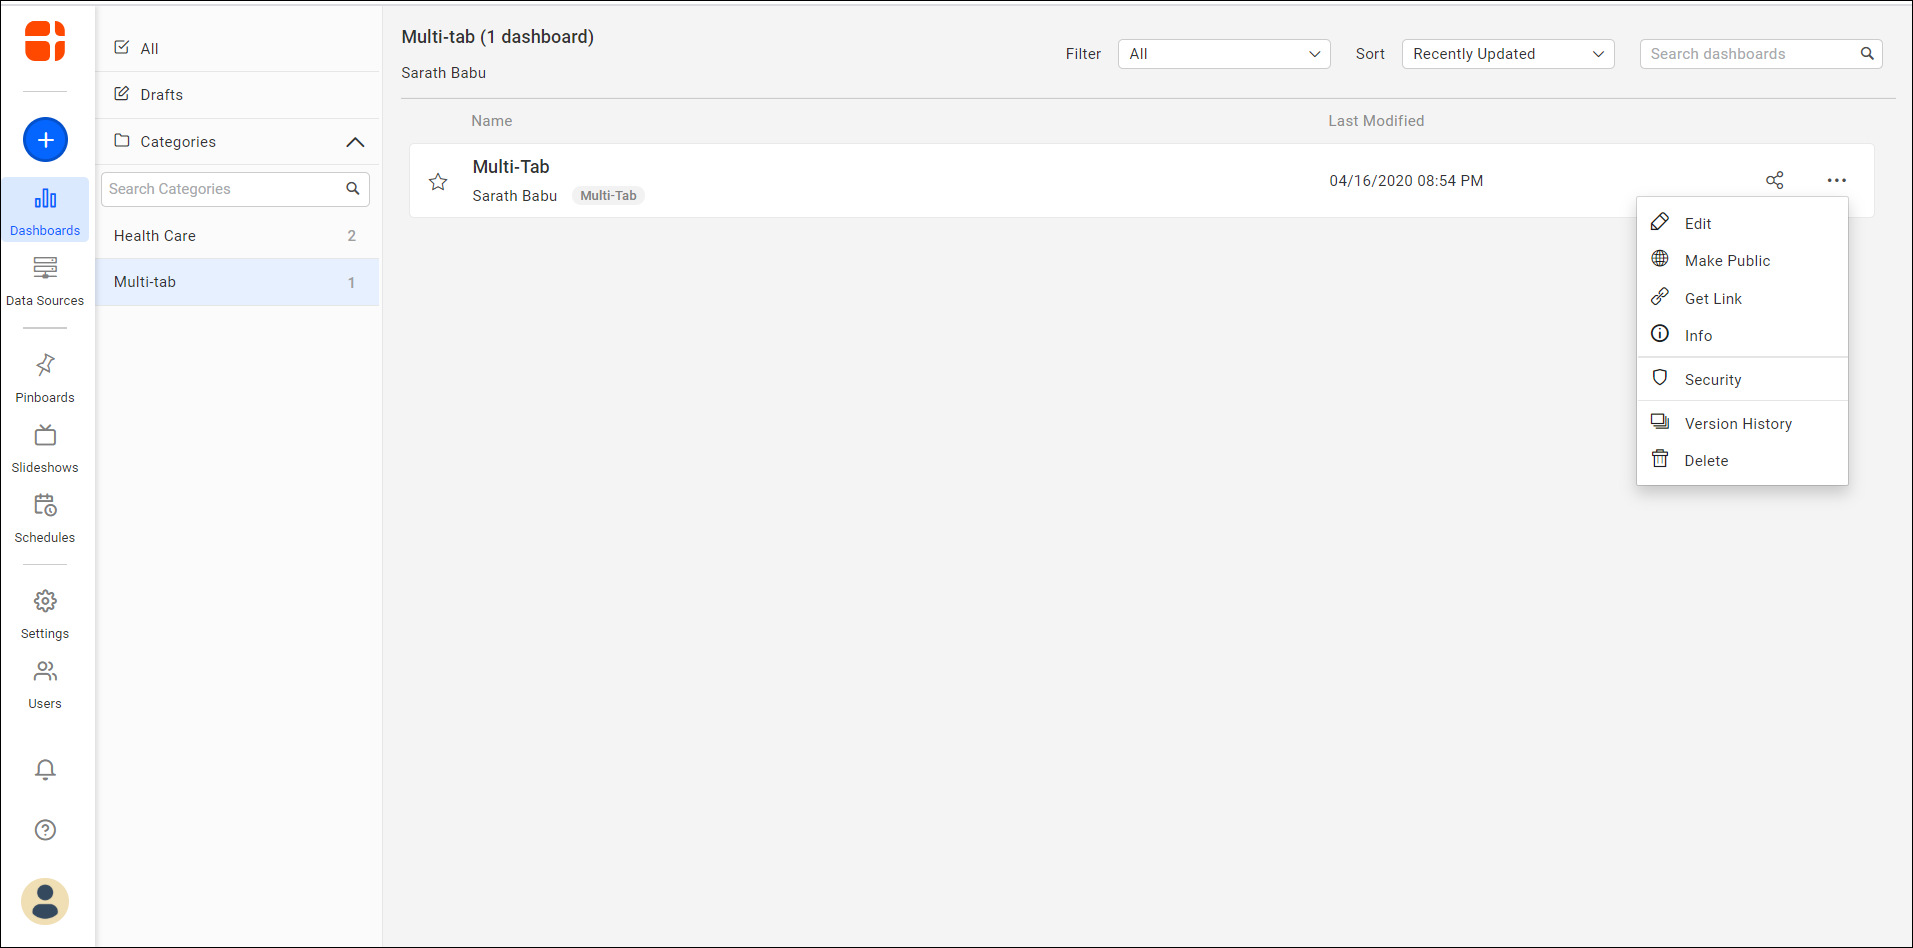 Dashboards
Data Sources
Pinboards
Slideshows
Schedules
Settings
Users
All
Drafts
Categories
Search Categories
Health Care 2
Multi-tab 1
Multi-tab (1 dashboard)
Sarath Babu
Filter All Sort Recently Updated Search dashboards
Name Last Modified
Multi-Tab
Sarath Babu Multi-Tab
04/16/2020 08:54 PM
Edit
Make Public
Get Link
Info
Security
Version History
Delete